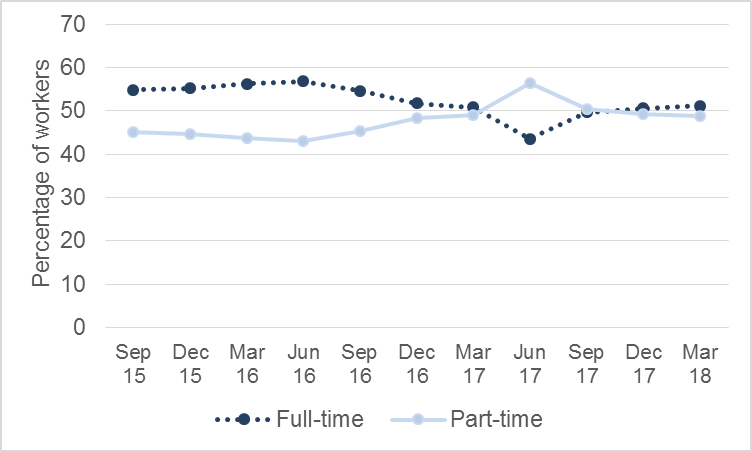 70
60
50
40
30
20
10
0
Percentage of workers
Sep Dec Mar Jun Sep Dec Mar Jun Sep Dec Mar
15 15 16 16 16 16 17 17 17 17 18
Full-time Part-time